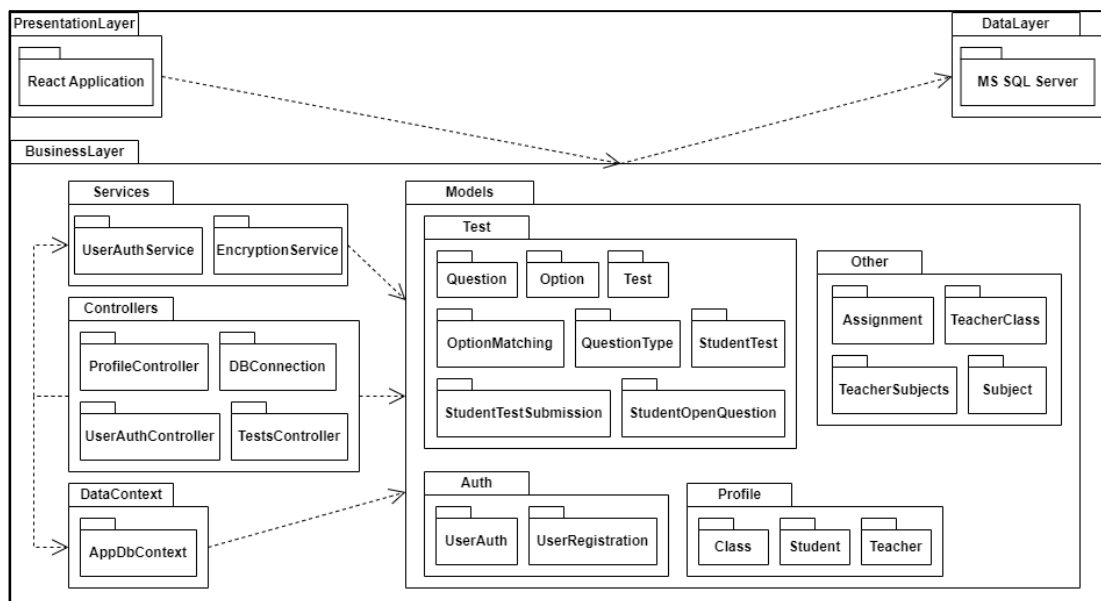 PresentationLayer
React Application
DataLayer
MS SQL Server
BusinessLayer
Services
UserAuthService
EncryptionService
Controllers
ProfileController
DBConnection
UserAuthController
TestsController
DataContext
AppDbContext
Models
Test
Question
Option
Test
OptionMatching
QuestionType
StudentTest
StudentTestSubmission
StudentOpenQuestion
Other
Assignment
TeacherClass
TeacherSubjects
Subject
Auth
UserAuth
UserRegistration
Profile
Class
Student
Teacher